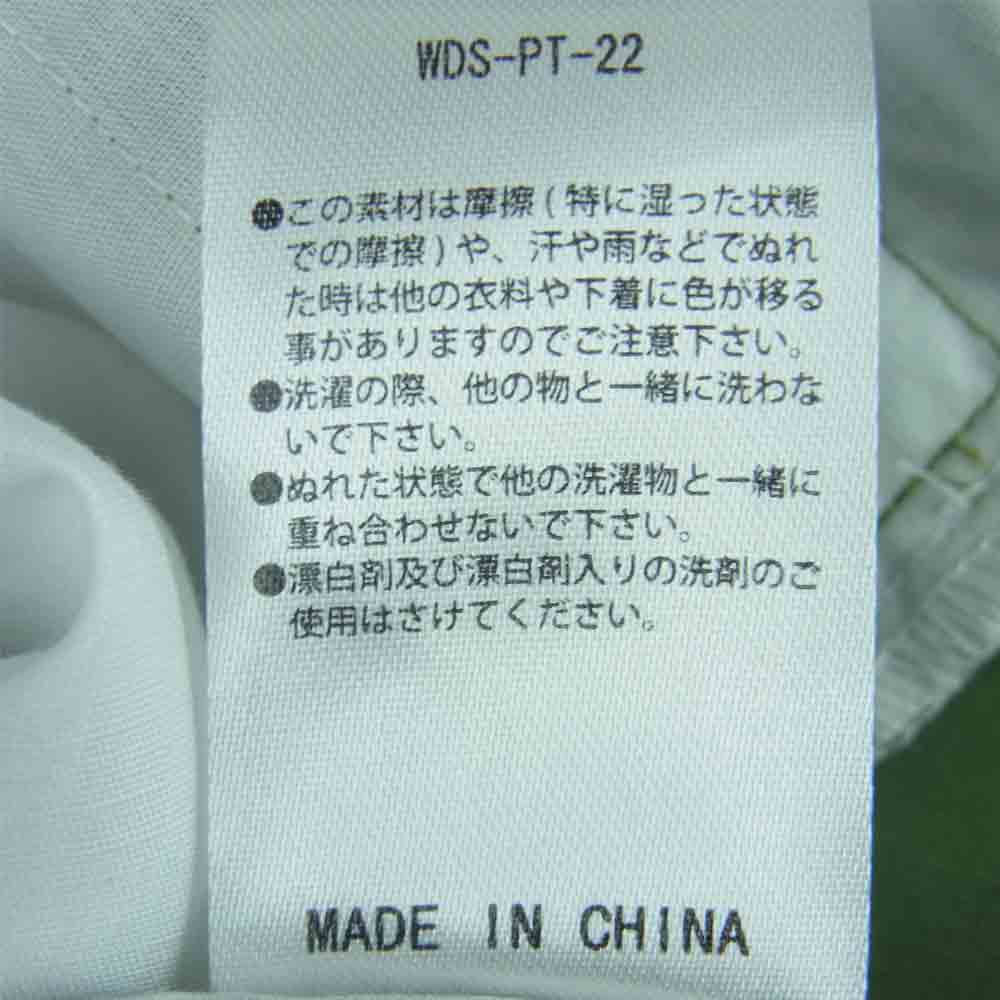 WDS-PT-22
●この素材は摩擦(特に湿った状態
での摩擦)や、汗や雨などでぬれ
た時は他の衣料や下着に色が移る
事がありますのでご注意下さい。
●洗濯の際、他の物と一緒に洗わな
いで下さい。
●ぬれた状態で他の洗濯物と一緒に
重ね合わせないで下さい。
●漂白剤及び漂白剤入りの洗剤のご
使用はさけてください。
MADE IN CHINA